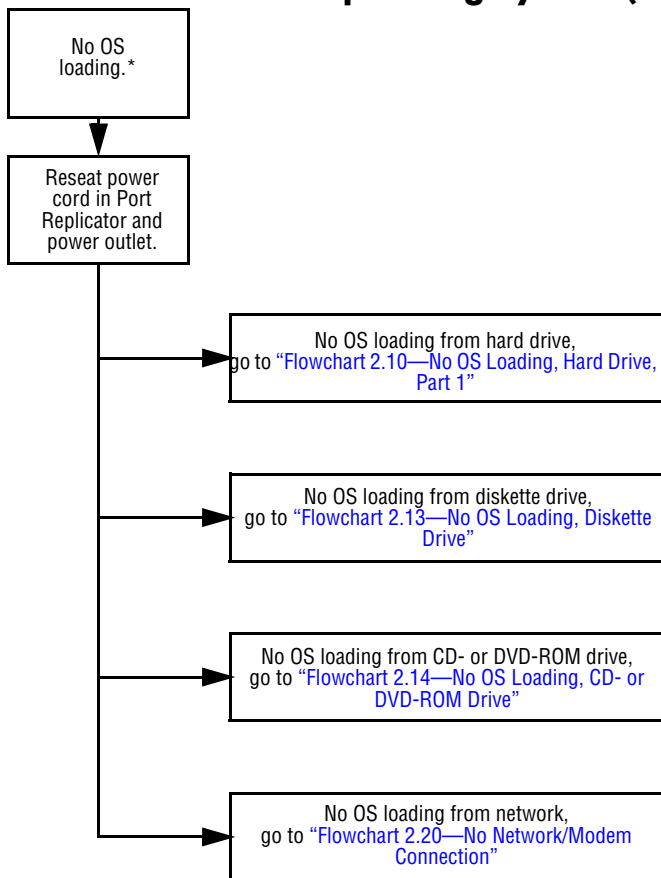 No OS
loading.*
Reseat power
cord in Port
Replicator and
power outlet.
No OS loading from hard drive,
go to “Flowchart 2.10—No OS Loading, Hard Drive,
Part 1”
No OS loading from diskette drive,
go to “Flowchart 2.13—No OS Loading, Diskette
Drive”
No OS loading from CD- or DVD-ROM drive,
go to “Flowchart 2.14—No OS Loading, CD- or
DVD-ROM Drive”
No OS loading from network,
go to “Flowchart 2.20—No Network/Modem
Connection”